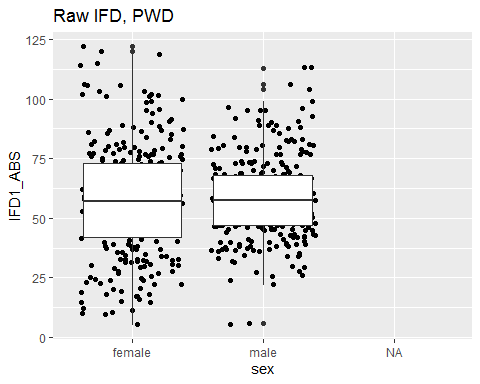 Raw IFD, PWD
125
100
75
50
25
0
IFD1_ABS
female male NA
sex